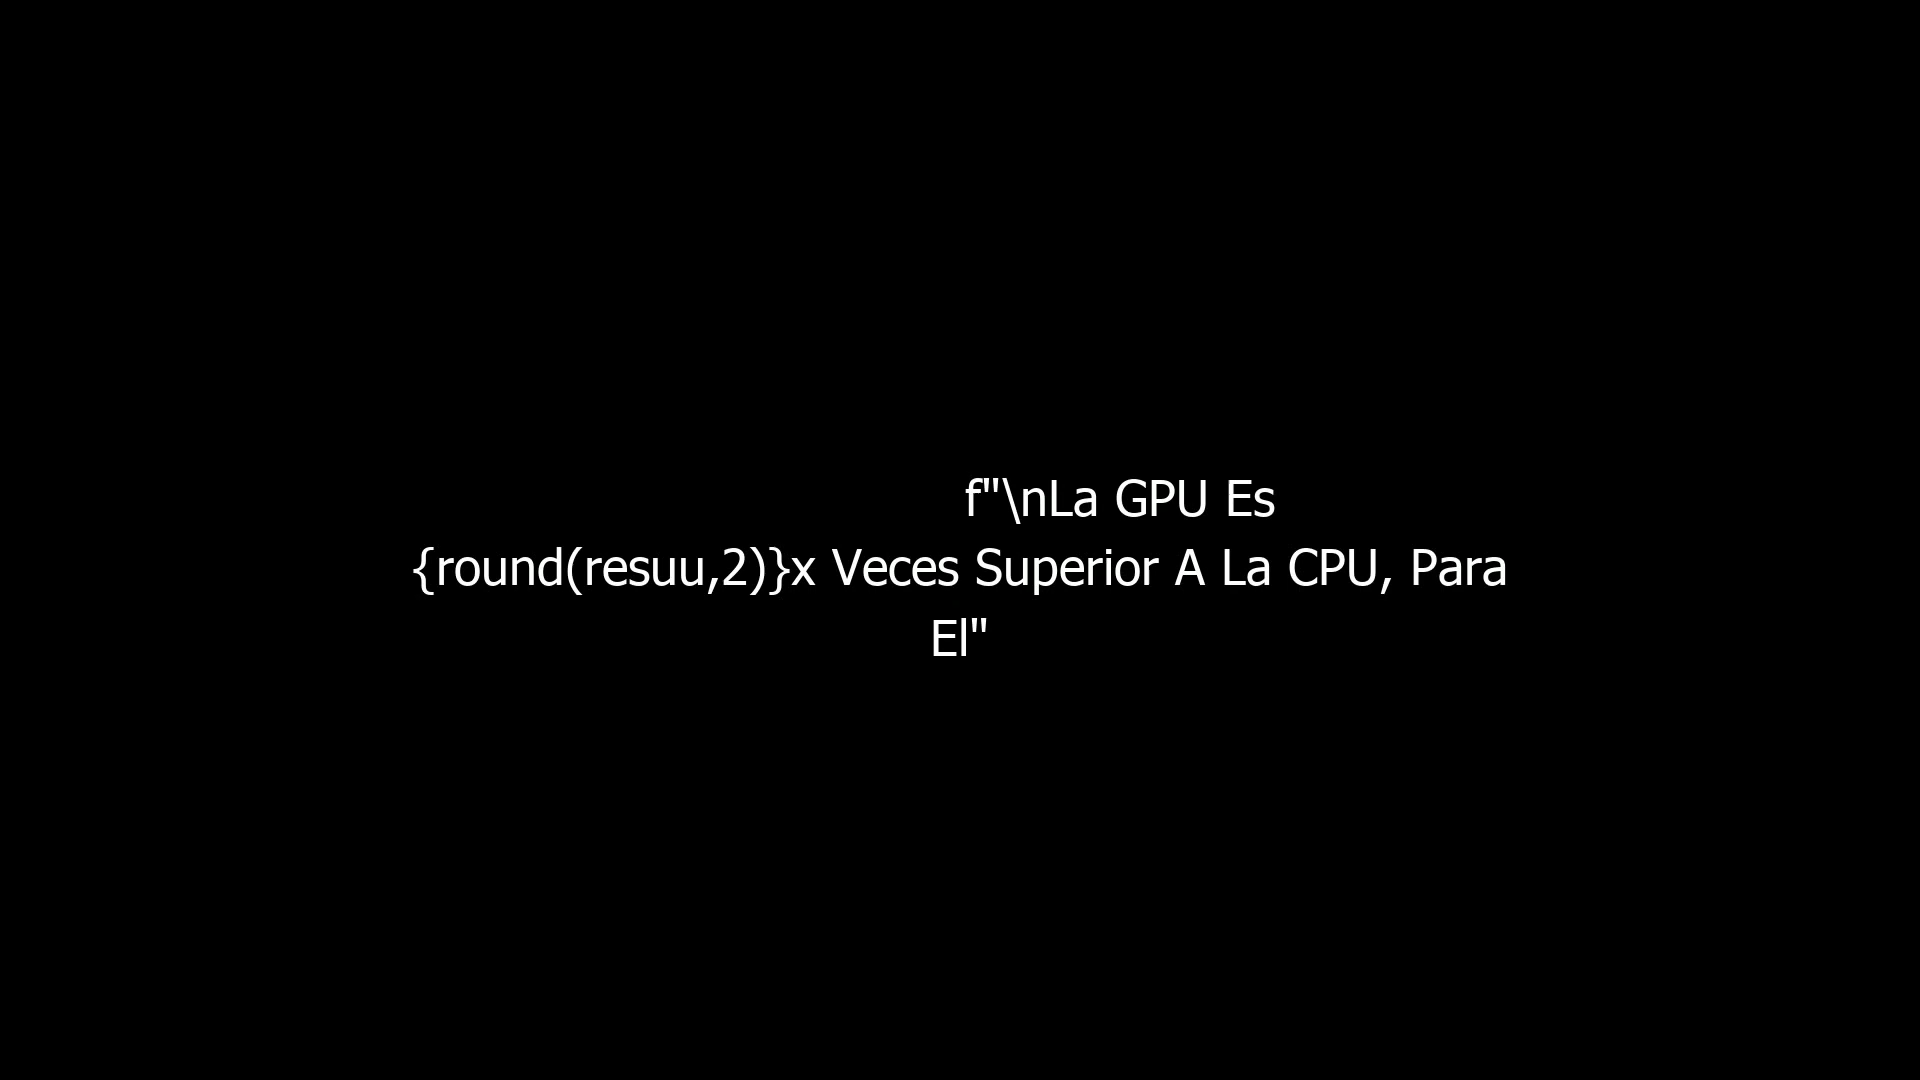 f"\nLa GPU Es
{round(resuu,2)}x Veces Superior A La CPU, Para
El"